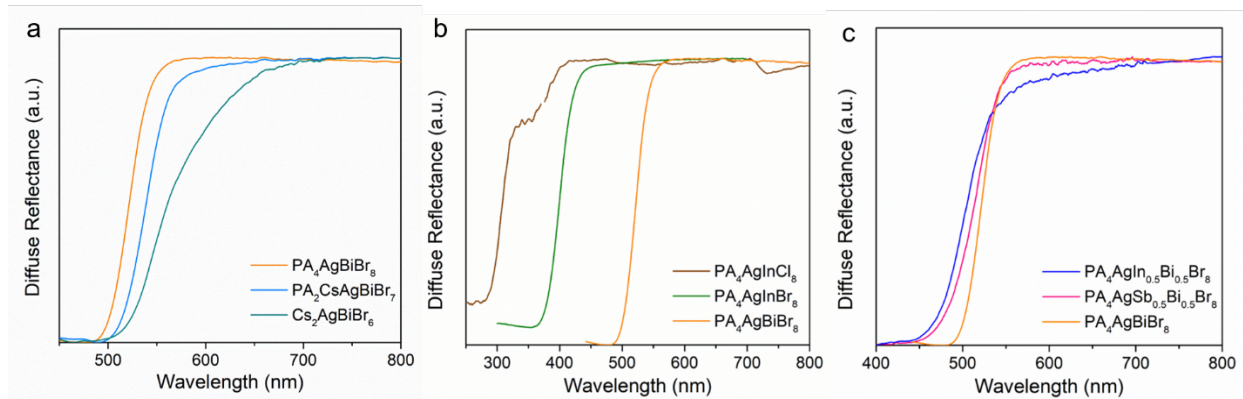 a
Diffuse Reflectance (a.u.)
PA₄AgBiBr₈
PA₂CsAgBiBr₇
Cs₂AgBiBr₆
500 600 700 800
Wavelength (nm)
b
Diffuse Reflectance (a.u.)
PA₄AgInCl₈
PA₄AgInBr₈
PA₄AgBiBr₈
300 400 500 600 700 800
Wavelength (nm)
c
Diffuse Reflectance (a.u.)
PA₄AgIn₀.₅Bi₀.₅Br₈
PA₄AgSb₀.₅Bi₀.₅Br₈
PA₄AgBiBr₈
400 500 600 700 800
Wavelength (nm)